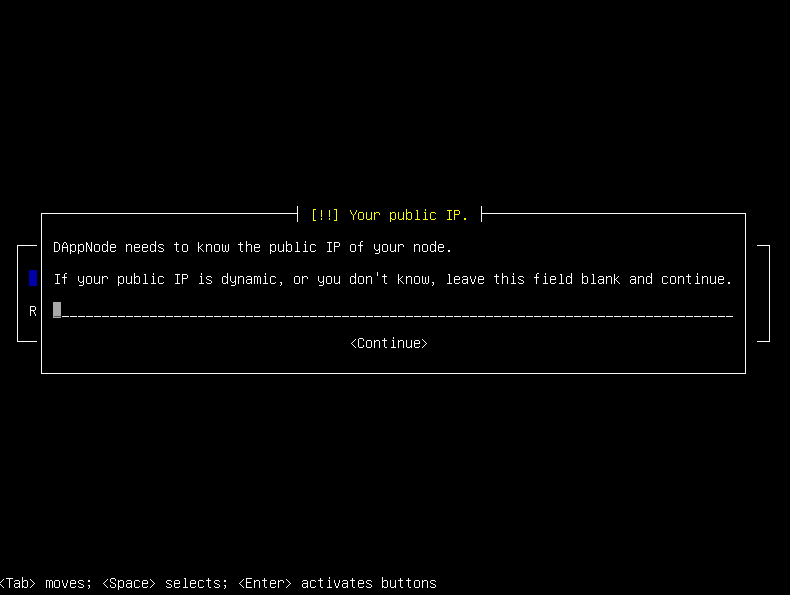 [!!] Your public IP.
DAppNode needs to know the public IP of your node.
If your public IP is dynamic, or you don't know, leave this field blank and continue.
R
<Continue>
<Tab> moves; <Space> selects; <Enter> activates buttons